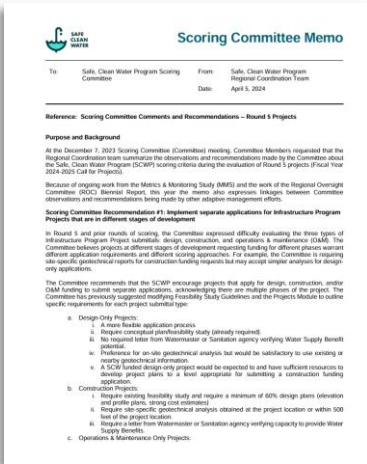 SAFE
CLEAN
WATER
Scoring Committee Memo
To: Safe, Clean Water Program Scoring From: Safe, Clean Water Program
Committee Regional Coordination Team
Date: April 5, 2024
Reference: Scoring Committee Comments and Recommendations – Round 5 Projects
Purpose and Background
At the December 7, 2023 Scoring Committee (Committee) meeting, Committee Members requested that the
Regional Coordination team summarize the observations and recommendations made by the Committee about
the Safe, Clean Water Program (SCWP) scoring criteria during the evaluation of Round 5 projects (Fiscal Year
2024-2025 Call for Projects).
Because of ongoing work from the Metrics & Monitoring Study (MMS) and the work of the Regional Oversight
Committee (ROC) Biennial Report, this year the memo also expresses linkages between Committee
observations and recommendations being made by other adaptive management efforts.
Scoring Committee Recommendation #1: Implement separate applications for Infrastructure Program
Projects that are in different stages of development
In Round 5 and prior rounds of scoring, the Committee expressed difficulty evaluating the three types of
Infrastructure Program Project submittals: design, construction, and operations & maintenance (O&M). The
Committee believes projects at different stages of development requesting funding for different phases warrant
different application requirements and different scoring approaches. For example, the Committee is requiring
site-specific geotechnical reports for construction funding requests but may accept simpler analyses for design-
only applications.
The Committee recommends that the SCWP encourage projects that apply for design, construction, and/or
O&M funding to submit separate applications, acknowledging there are multiple phases of the project. The
Committee has previously suggested modifying Feasibility Study Guidelines and the Projects Module to outline
specific requirements for each project submittal type:
a. Design-Only Projects:
i. A more flexible application process
ii. Require conceptual plan/feasibility study (already required).
iii. No required letter from Watermaster or Sanitation agency verifying Water Supply Benefit
potential.
iv. Preference for on-site geotechnical analysis but would be satisfactory to use existing or
nearby geotechnical information.
v. A SCW funded design-only project would be expected to and have sufficient resources to
develop project plans to a level appropriate for submitting a construction funding
application.
b. Construction Projects:
i. Require existing feasibility study and require a minimum of 60% design plans (elevation
and profile plans, strong cost estimates)
ii. Require site-specific geotechnical analysis obtained at the project location or within 500
feet of the project location.
iii. Require a letter from Watermaster or Sanitation agency verifying capacity to provide Water
Supply Benefits.
c. Operations & Maintenance Only Projects: